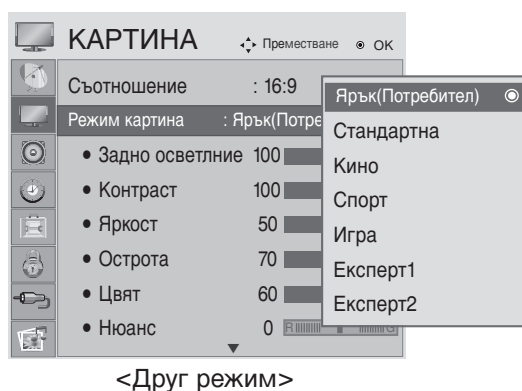 КАРТИНА Преместване OK
Съотношение : 16:9
Режим картина : Ярък(Потре
• Задно осветлние 100
• Контраст 100
• Яркост 50
• Острота 70
• Цвят 60
• Нюанс 0 R G
Ярък(Потребител)
Стандартна
Кино
Спорт
Игра
Експерт1
Експерт2
<Друг режим>